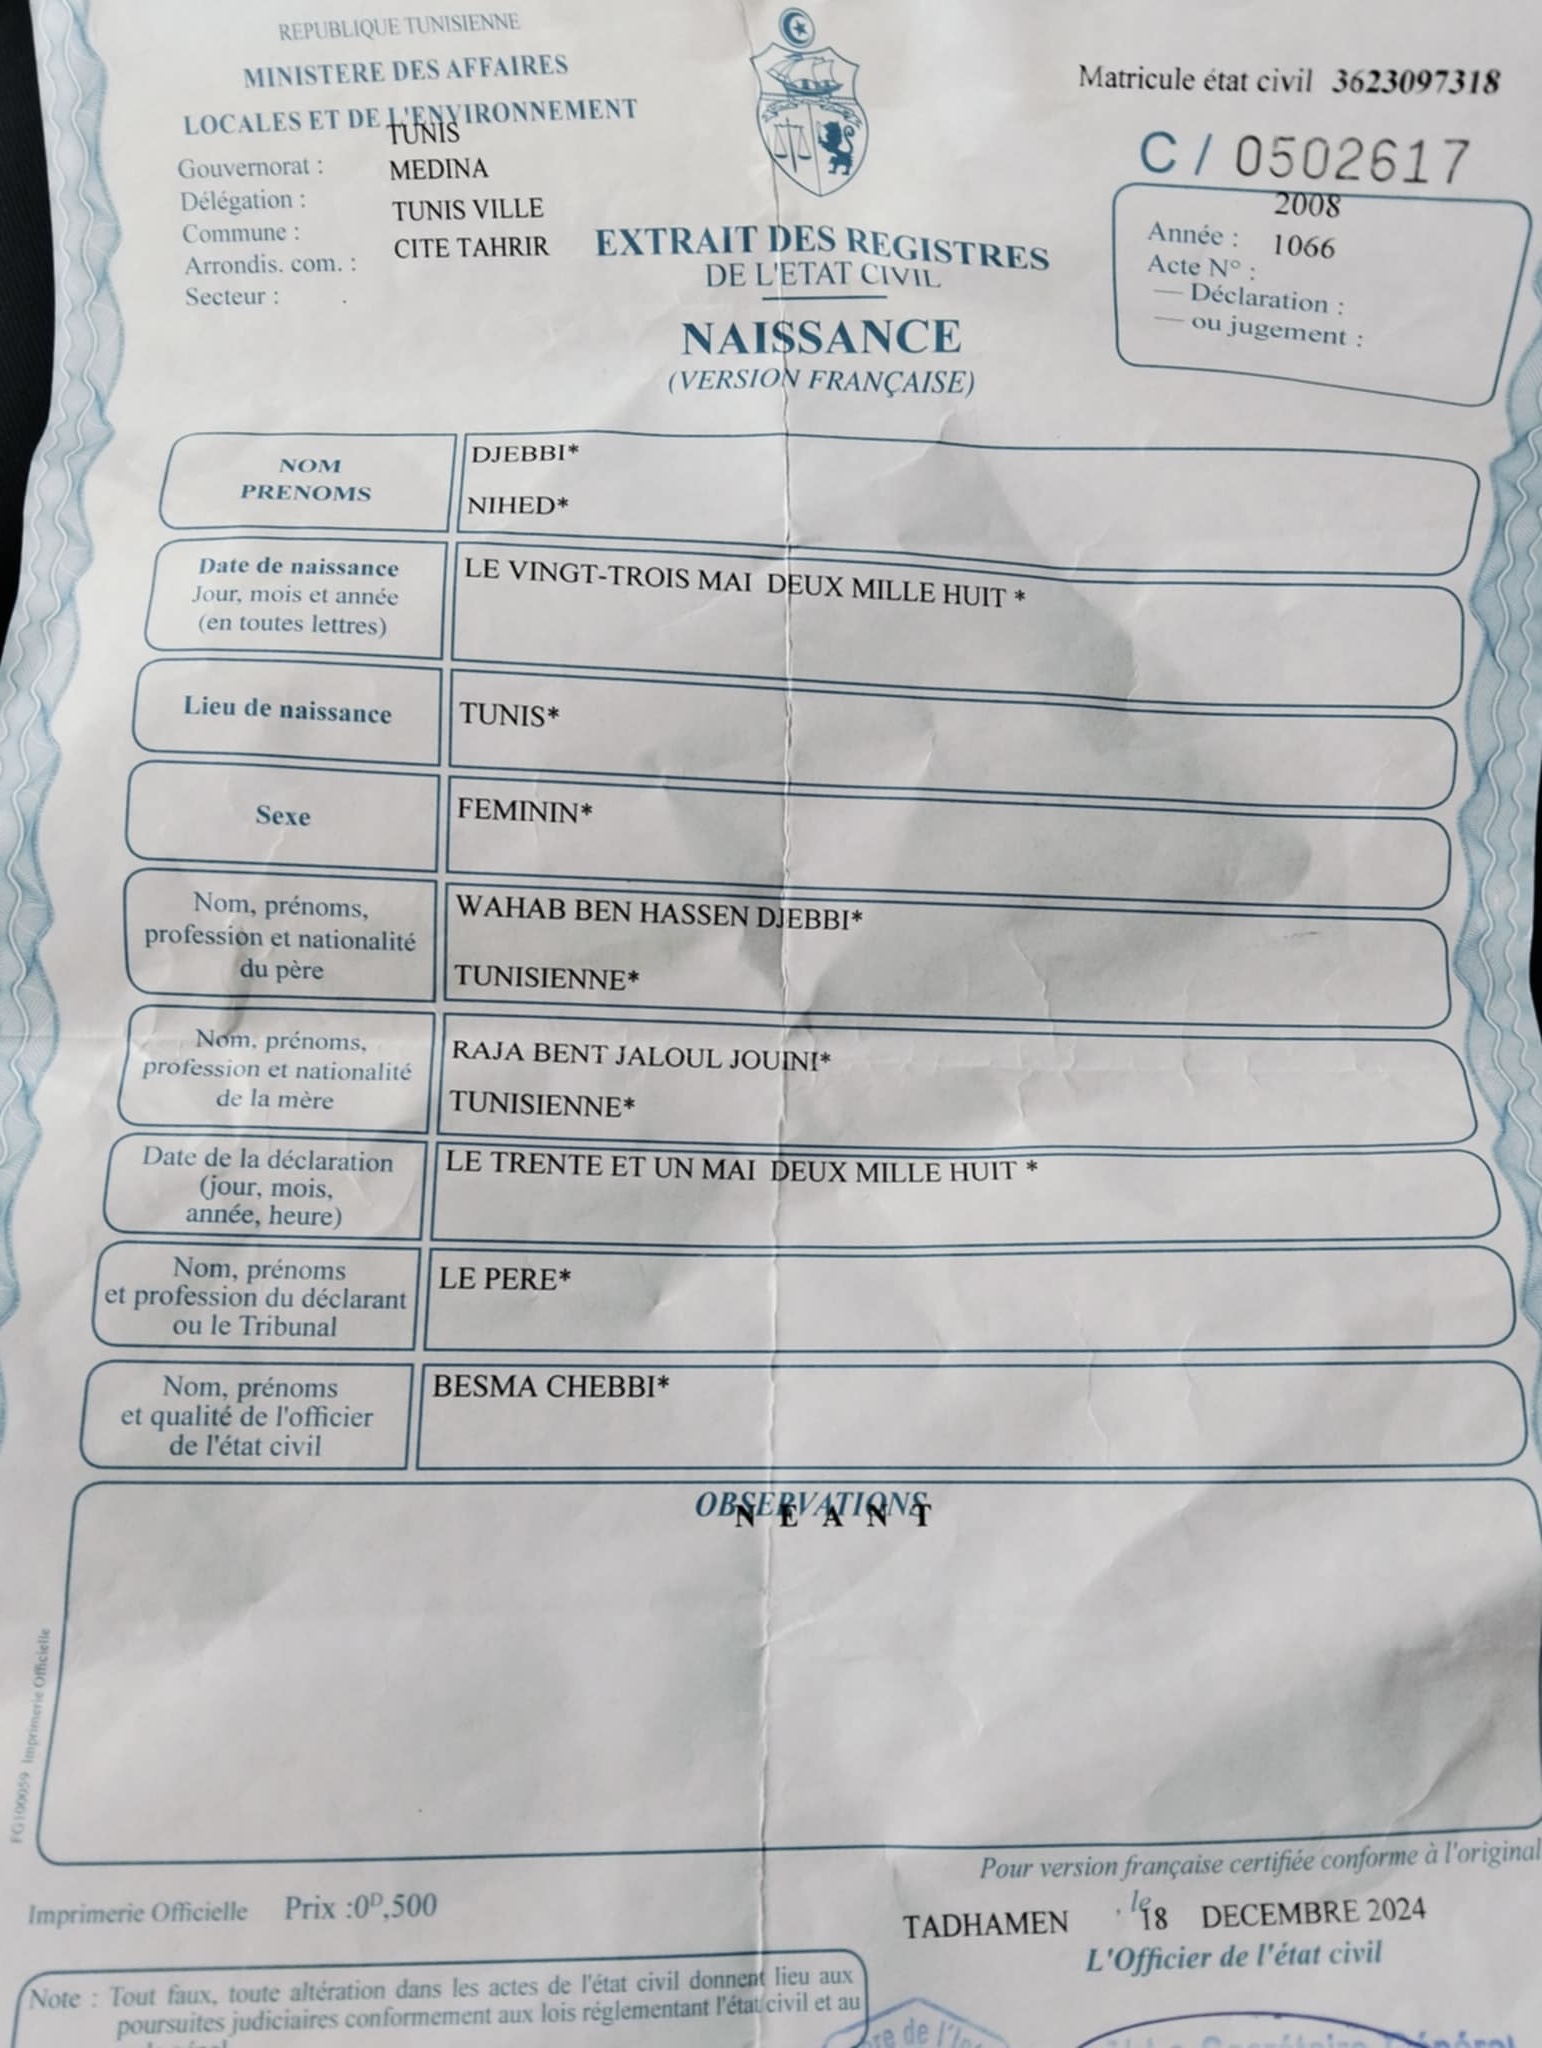 REPUBLIQUE TUNISIENNE
MINISTERE DES AFFAIRES
LOCALES ET DE L'ENVIRONNEMENT
Gouvernorat : TUNIS
Délégation : MEDINA
Commune : TUNIS VILLE
Arrondis. com. : CITE TAHRIR
Secteur : .
Matricule état civil 3623097318
C / 0502617
Année : 2008
Acte N° : 1066
— Déclaration :
— ou jugement :
EXTRAIT DES REGISTRES
DE L'ETAT CIVIL
NAISSANCE
(VERSION FRANÇAISE)
NOM DJEBBI*
PRENOMS NIHED*
Date de naissance
Jour, mois et année
(en toutes lettres)
LE VINGT-TROIS MAI DEUX MILLE HUIT *
Lieu de naissance
TUNIS*
Sexe
FEMININ*
Nom, prénoms,
profession et nationalité
du père
WAHAB BEN HASSEN DJEBBI*
TUNISIENNE*
Nom, prénoms,
profession et nationalité
de la mère
RAJA BENT JALOUL JOUINI*
TUNISIENNE*
Date de la déclaration
(jour, mois,
année, heure)
LE TRENTE ET UN MAI DEUX MILLE HUIT *
Nom, prénoms
et profession du déclarant
ou le Tribunal
LE PERE*
Nom, prénoms
et qualité de l'officier
de l'état civil
BESMA CHEBBI*
OBSERVATIONS
N E A N T
FG100059 Imprimerie Officielle
Pour version française certifiée conforme à l'original
Imprimerie Officielle Prix :0D,500
TADHAMEN , le 18 DECEMBRE 2024
L'Officier de l'état civil
Note : Tout faux, toute altération dans les actes de l'état civil donnent lieu aux
poursuites judiciaires conformement aux lois réglementant l'état civil et au